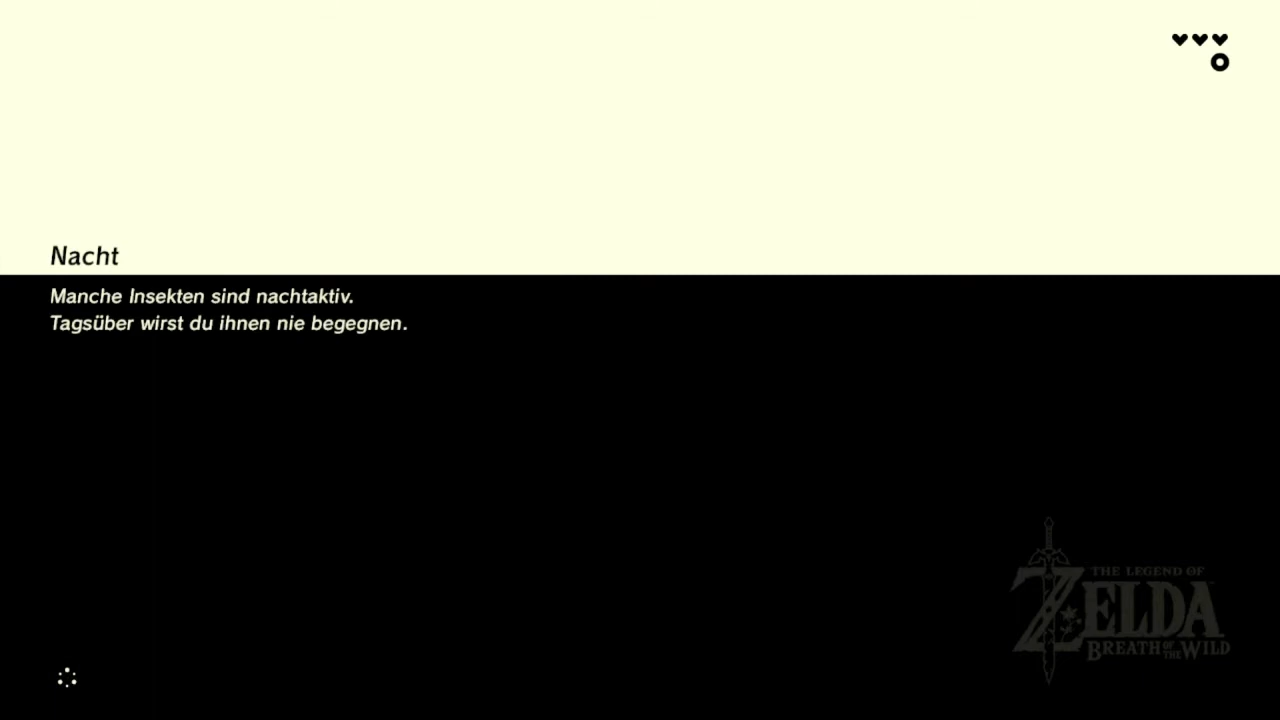 Nacht
Manche Insekten sind nachtaktiv.
Tagsüber wirst du ihnen nie begegnen.
THE LEGEND OF
ZELDA
BREATH OF THE WILD